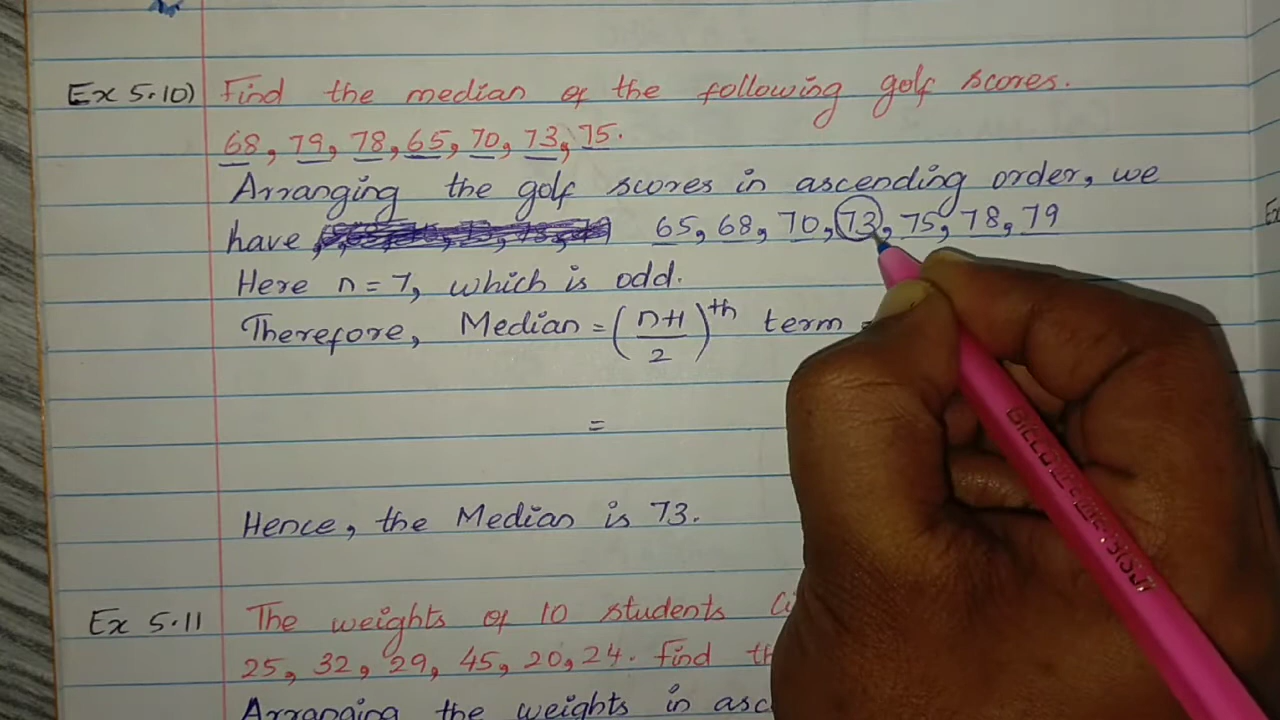 Ex 5.10) Find the median of the following golf scores.
68, 79, 78, 65, 70, 73, 75.
Arranging the golf scores in ascending order, we
have, 65, 68, 70, 73, 75, 78, 79
Here n = 7, which is odd.
Therefore, Median = (n+1/2)th term =
=
Hence, the Median is 73.
Ex 5.11 The weights of 10 students
25, 32, 29, 45, 20, 24. Find
Arranging the weights in